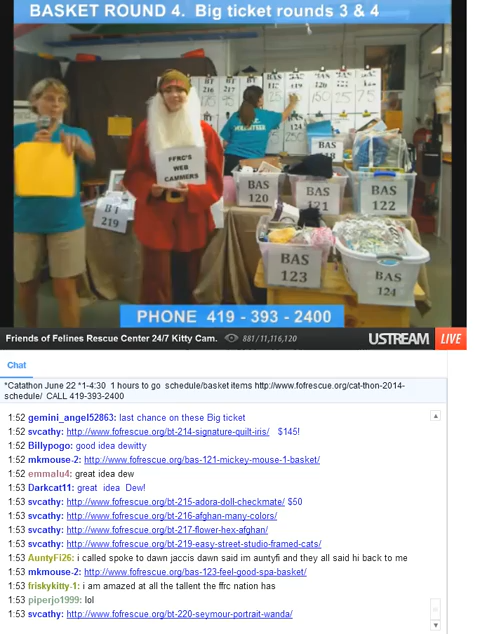 BASKET ROUND 4. Big ticket rounds 3 & 4
BT 216
BT 217
BAS
BAS
BAS
BAS
VOLUNTEER
FFRC'S
WEB
CAMMERS
BT
219
BAS
BAS
120
BAS
121
BAS
122
BAS
123
BAS
124
PHONE 419 - 393 - 2400
Friends of Felines Rescue Center 24/7 Kitty Cam. 881/11,116,120 USTREAM LIVE
Chat
*Catathon June 22 *1-4:30 1 hours to go schedule/basket items http://www.fofrescue.org/cat-thon-2014-
schedule/ CALL 419-393-2400
1:52 gemini_angel52863: last chance on these Big ticket
1:52 svcathy: http://www.fofrescue.org/bt-214-signature-quilt-iris/ $145!
1:52 Billypogo: good idea dewitty
1:52 mkmouse-2: http://www.fofrescue.org/bas-121-mickey-mouse-1-basket/
1:52 emmalu4: great idea dew
1:53 Darkcat11: great idea Dew!
1:53 svcathy: http://www.fofrescue.org/bt-215-adora-doll-checkmate/ $50
1:53 svcathy: http://www.fofrescue.org/bt-216-afghan-many-colors/
1:53 svcathy: http://www.fofrescue.org/bt-217-flower-hex-afghan/
1:53 svcathy: http://www.fofrescue.org/bt-219-easy-street-studio-framed-cats/
1:53 AuntyFi26: i called spoke to dawn jaccis dawn said im auntyfi and they all said hi back to me
1:53 mkmouse-2: http://www.fofrescue.org/bas-123-feel-good-spa-basket/
1:53 friskykitty-1: i am amazed at all the tallent the ffrc nation has
1:53 piperjo1999: lol
1:53 svcathy: http://www.fofrescue.org/bt-220-seymour-portrait-wanda/